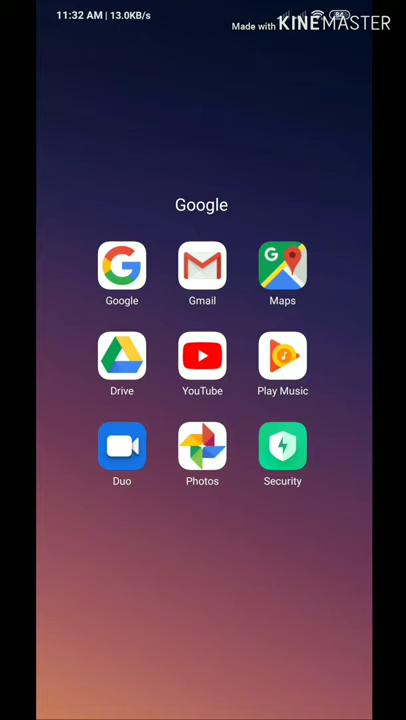 11:32 AM | 13.0KB/s
86
Made with KINEMASTER
Google
Google
Gmail
Maps
Drive
YouTube
Play Music
Duo
Photos
Security